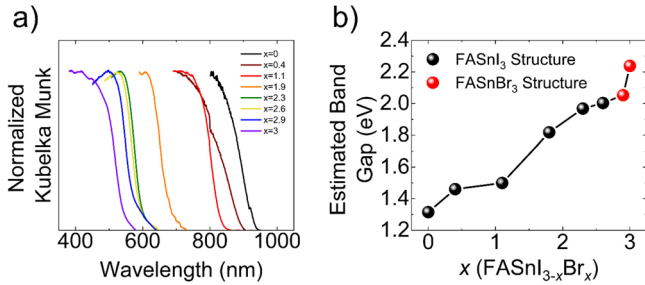 a)
Normalized
Kubelka Munk
x=0
x=0.4
x=1.1
x=1.9
x=2.3
x=2.6
x=2.9
x=3
400 600 800 1000
Wavelength (nm)
b)
Estimated Band
Gap (eV)
2.4
2.2
2.0
1.8
1.6
1.4
1.2
FASnI₃ Structure
FASnBr₃ Structure
0 1 2 3
x (FASnI₃₋ₓBrₓ)